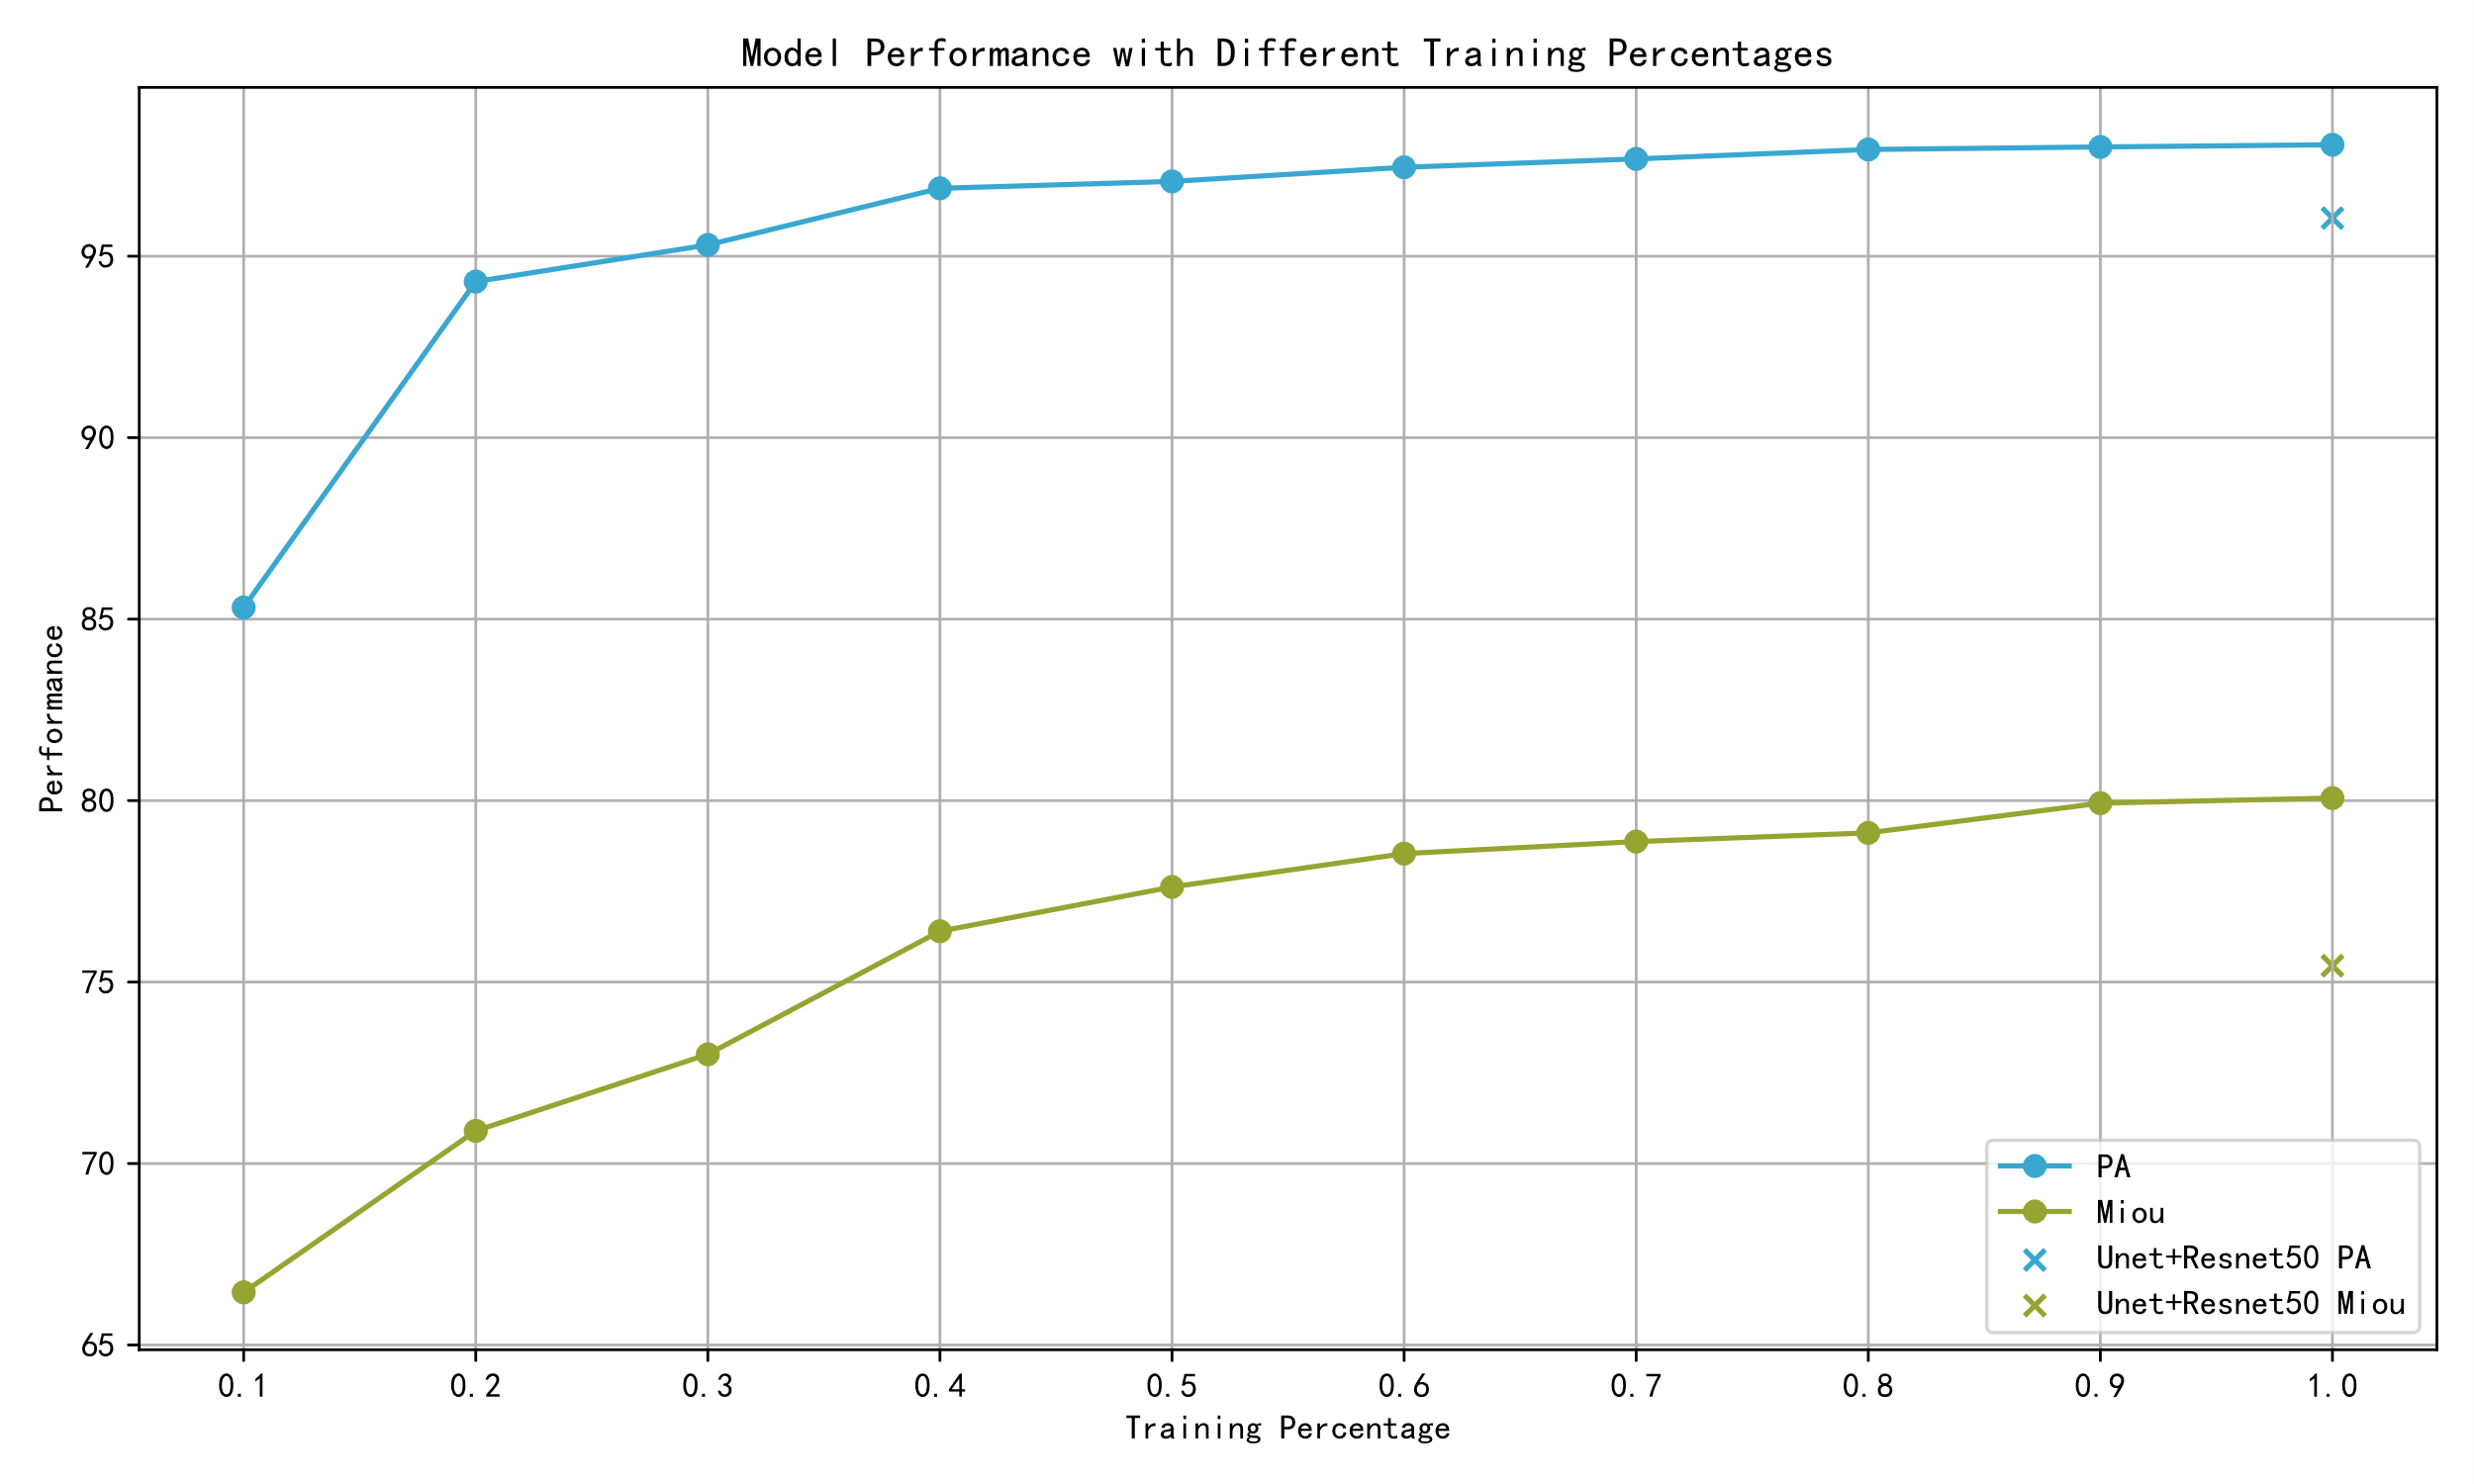 Model Performance with Different Training Percentages
Performance
95
90
85
80
75
70
65
0.1 0.2 0.3 0.4 0.5 0.6 0.7 0.8 0.9 1.0
Training Percentage
PA
Miou
Unet+Resnet50 PA
Unet+Resnet50 Miou